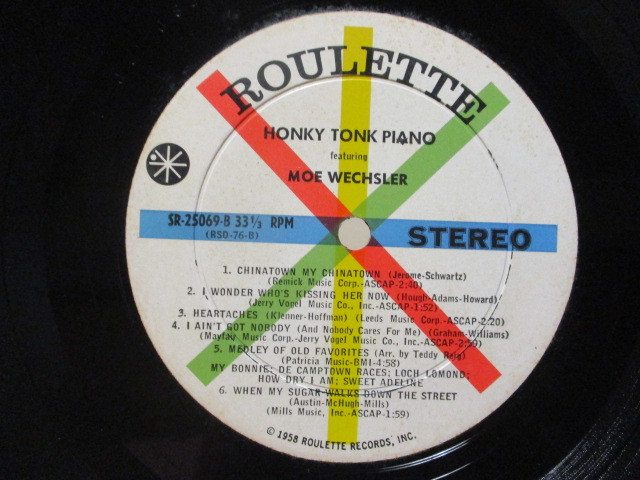 ROULETTE
HONKY TONK PIANO
featuring
MOE WECHSLER
SR-25069-B 33⅓ RPM
(RSD-76-B)
STEREO
1. CHINATOWN MY CHINATOWN (Jerome-Schwartz)
(Remick Music Corp.-ASCAP-2:40)
2. I WONDER WHO'S KISSING HER NOW (Hough-Adams-Howard)
(Jerry Vogel Music Co., Inc.-ASCAP-1:52)
3. HEARTACHES (Klenner-Hoffman) (Leeds Music Corp.-ASCAP-2:20)
4. I AIN'T GOT NOBODY (And Nobody Cares For Me) (Graham-Williams)
(Mayfair Music Corp.-Jerry Vogel Music Co., Inc.-ASCAP-2:59)
5. MEDLEY OF OLD FAVORITES (Arr. by Teddy Reig)
(Patricia Music-BMI-4:58)
MY BONNIE; DE CAMPTOWN RACES; LOCH LOMOND;
HOW DRY I AM; SWEET ADELINE
6. WHEN MY SUGAR WALKS DOWN THE STREET
(Austin-McHugh-Mills)
(Mills Music, Inc.-ASCAP-1:59)
© 1958 ROULETTE RECORDS, INC.